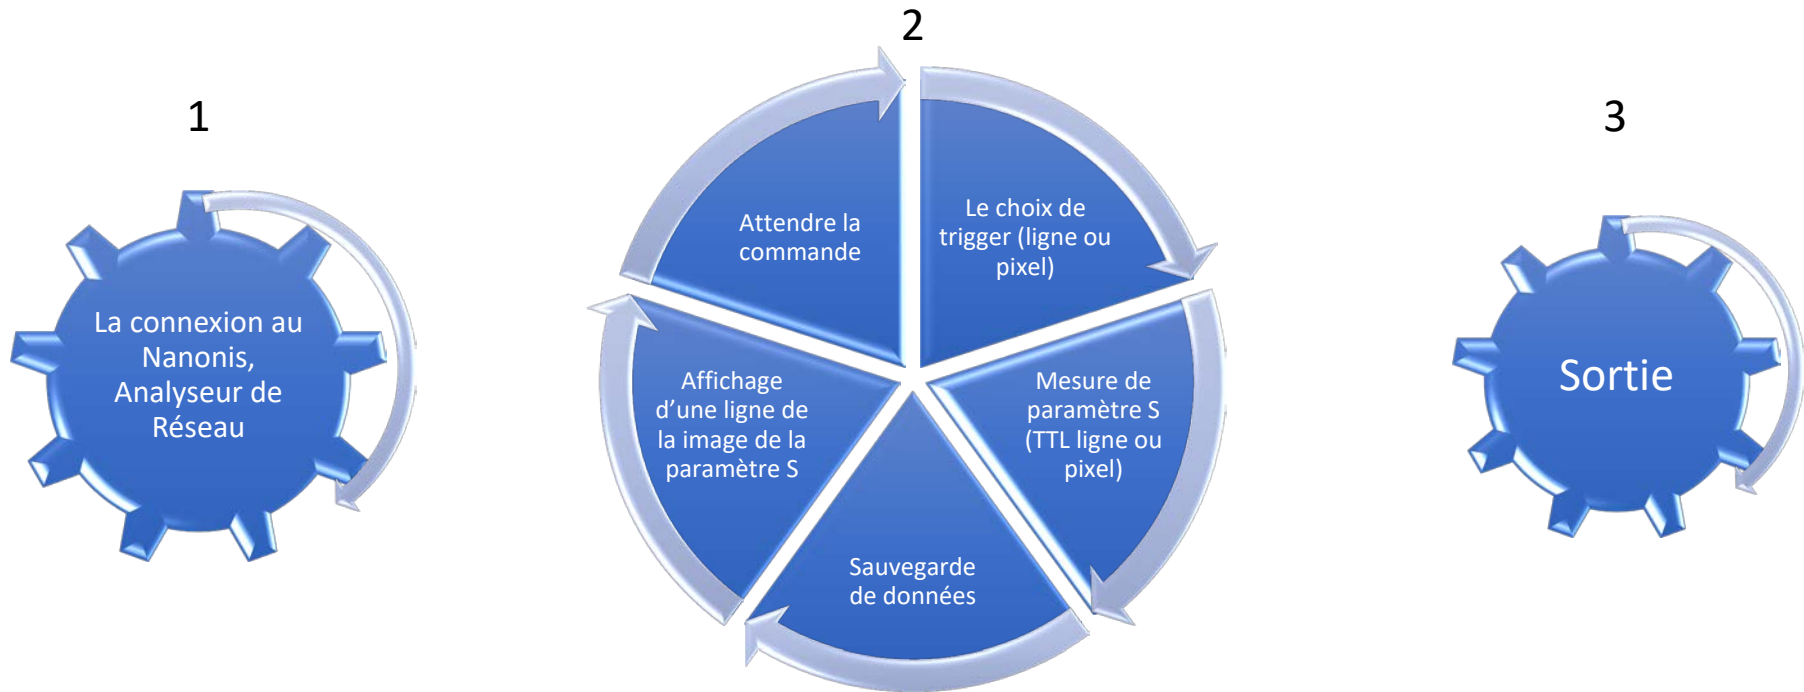 1
La connexion au
Nanonis,
Analyseur de
Réseau
2
Le choix de
trigger (ligne ou
pixel)
Mesure de
paramètre S
(TTL ligne ou
pixel)
Sauvegarde
de données
Affichage
d’une ligne de
la image de la
paramètre S
Attendre la
commande
3
Sortie